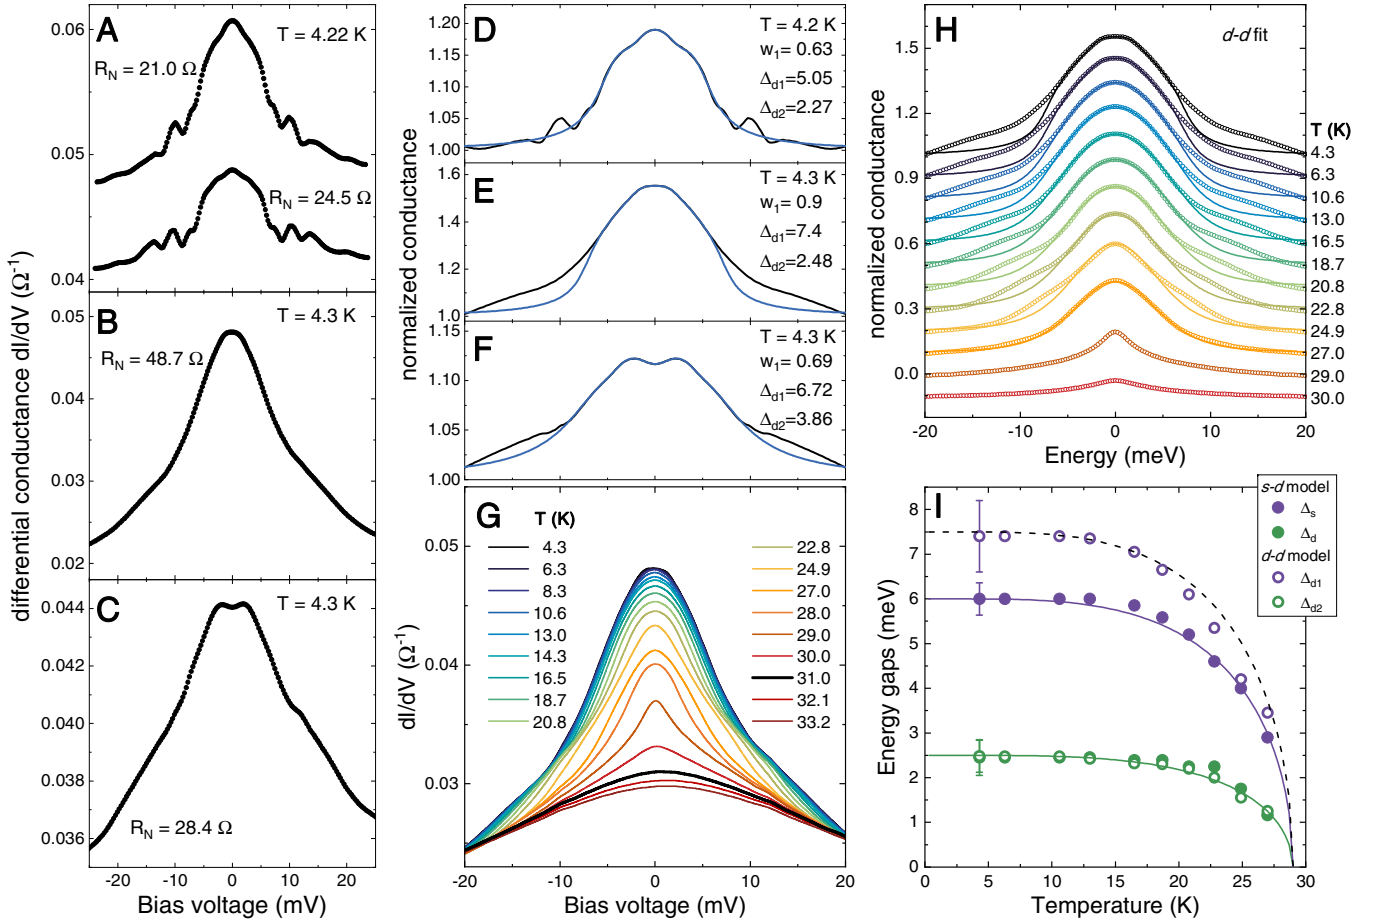 A
T = 4.22 K
R_N = 21.0 Ω
R_N = 24.5 Ω
0.06
0.05
0.04
B
T = 4.3 K
R_N = 48.7 Ω
0.05
0.04
0.03
0.02
C
T = 4.3 K
R_N = 28.4 Ω
0.044
0.042
0.040
0.038
0.036
-20 -10 0 10 20
Bias voltage (mV)
differential conductance dI/dV (Ω⁻¹)
D
T = 4.2 K
w₁= 0.63
Δ_d1=5.05
Δ_d2=2.27
1.20
1.15
1.10
1.05
1.00
E
T = 4.3 K
w₁= 0.9
Δ_d1=7.4
Δ_d2=2.48
1.6
1.4
1.2
1.0
F
T = 4.3 K
w₁= 0.69
Δ_d1=6.72
Δ_d2=3.86
1.15
1.10
1.05
1.00
normalized conductance
G
T (K)
4.3
6.3
8.3
10.6
13.0
14.3
16.5
18.7
20.8
22.8
24.9
27.0
28.0
29.0
30.0
31.0
32.1
33.2
0.05
0.04
0.03
dI/dV (Ω⁻¹)
-20 -10 0 10 20
Bias voltage (mV)
H
d-d fit
1.5
1.2
0.9
0.6
0.3
0.0
normalized conductance
T (K)
4.3
6.3
10.6
13.0
16.5
18.7
20.8
22.8
24.9
27.0
29.0
30.0
-20 -10 0 10 20
Energy (meV)
I
s-d model
Δ_s
Δ_d
d-d model
Δ_d1
Δ_d2
8
7
6
5
4
3
2
1
0
Energy gaps (meV)
0 5 10 15 20 25 30
Temperature (K)